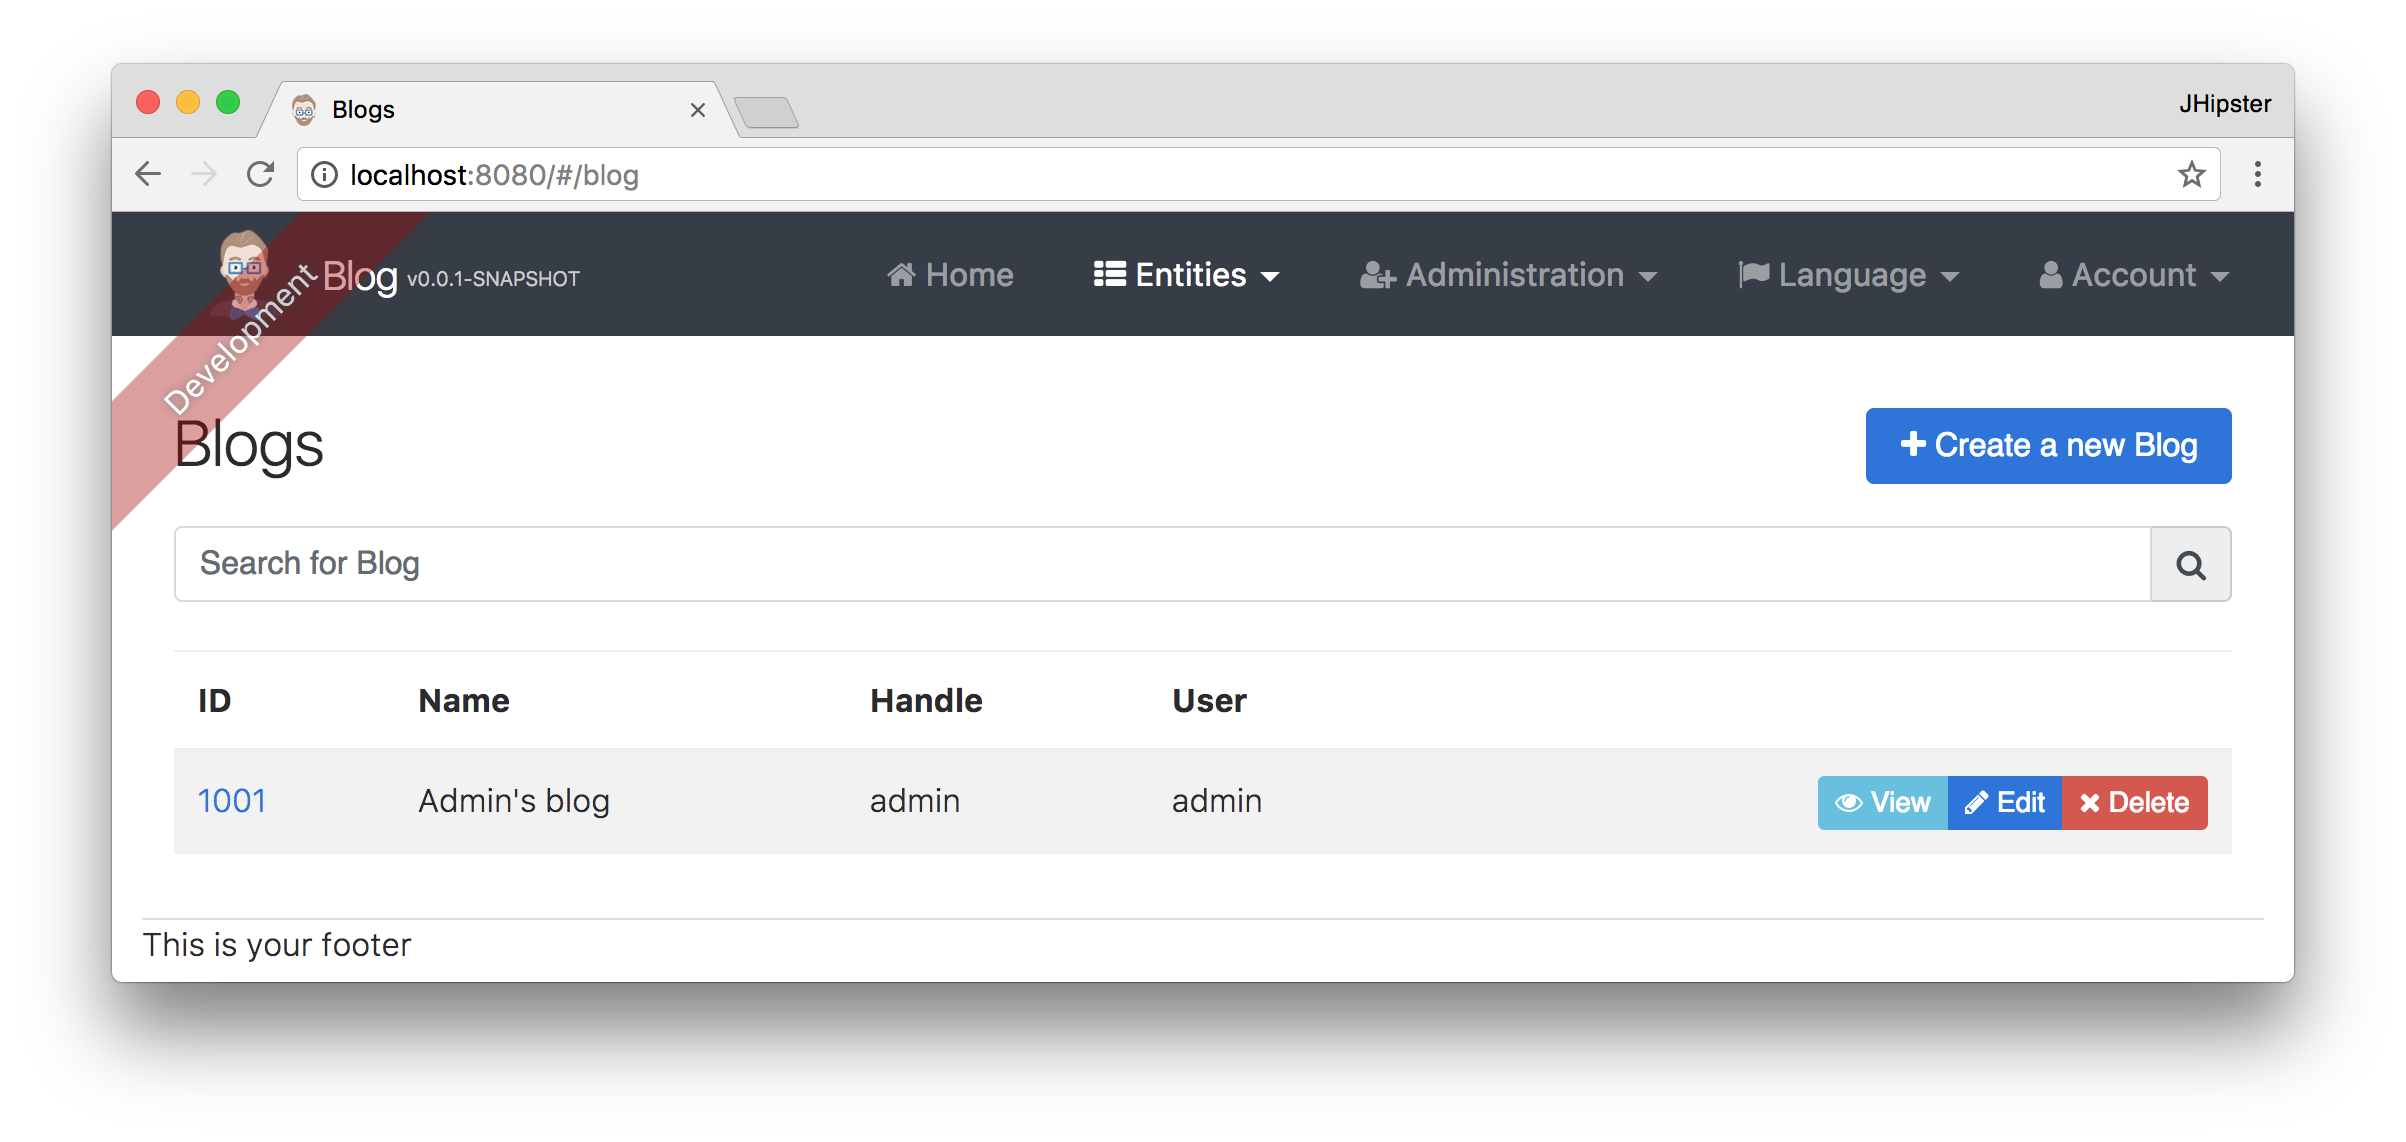 Blogs
JHipster
localhost:8080/#/blog
Blog v0.0.1-SNAPSHOT Home Entities Administration Language Account
Development
Blogs
Create a new Blog
Search for Blog
ID Name Handle User
1001 Admin's blog admin admin View Edit Delete
This is your footer